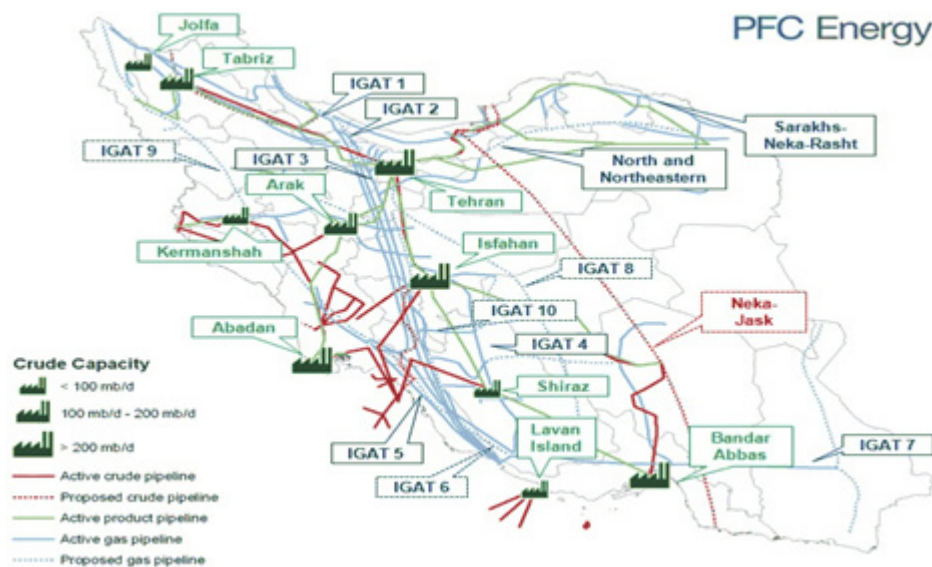 PFC Energy
Jolfa
Tabriz
IGAT 1
IGAT 2
Sarakhs-
Neka-Rasht
IGAT 9
IGAT 3
North and
Northeastern
Arak
Tehran
Kermanshah
Isfahan
IGAT 8
Neka-
Jask
Abadan
IGAT 10
IGAT 4
Crude Capacity
< 100 mb/d
100 mb/d - 200 mb/d
> 200 mb/d
Shiraz
Lavan
Island
Bandar
Abbas
IGAT 5
IGAT 7
IGAT 6
Active crude pipeline
Proposed crude pipeline
Active product pipeline
Active gas pipeline
Proposed gas pipeline